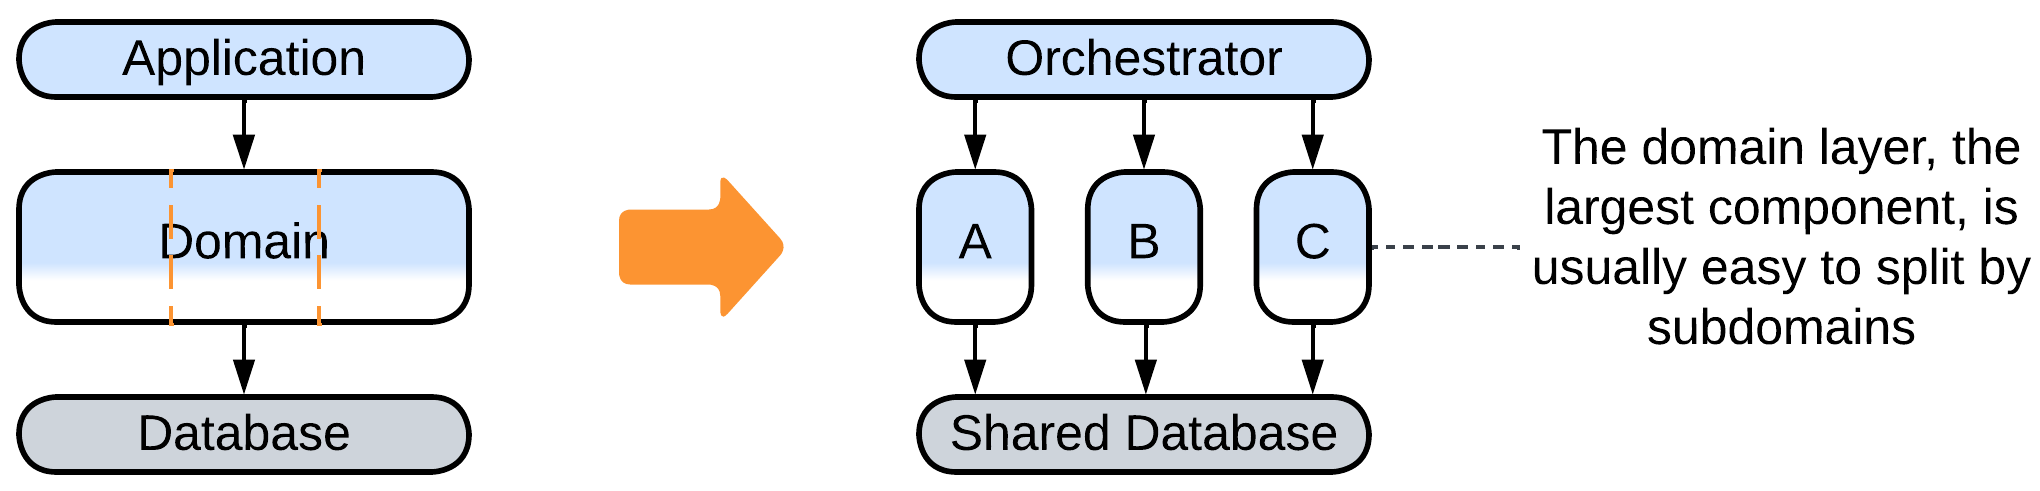 Application
Domain
Database
Orchestrator
A
B
C
Shared Database
The domain layer, the
largest component, is
usually easy to split by
subdomains